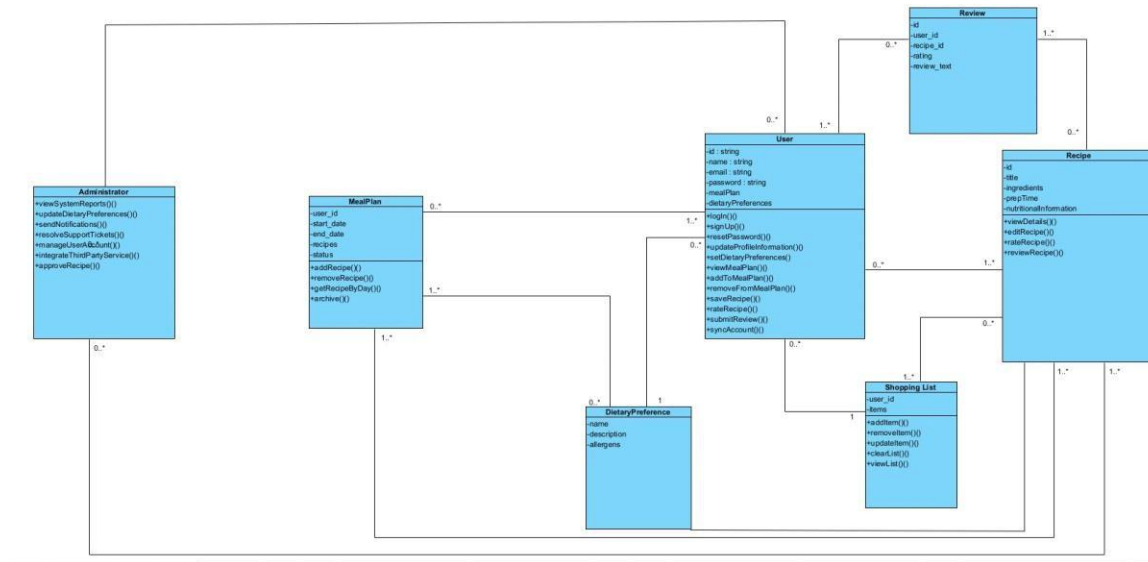 Review
-id
-user_id
-recipe_id
-rating
-review_text
0..*
1..*
0..*
1..*
0..*
User
-id : string
-name : string
-email : string
-password : string
-mealPlan
-dietaryPreferences
+logIn()()
+signUp()()
+resetPassword()()
+updateProfileInformation()()
+setDietaryPreferences()
+viewMealPlan()()
+addToMealPlan()()
+removeFromMealPlan()()
+saveRecipe()()
+rateRecipe()()
+submitReview()()
+syncAccount()()
Recipe
-id
-title
-ingredients
-prepTime
-nutritionalInformation
+viewDetails()()
+editRecipe()()
+rateRecipe()()
+reviewRecipe()()
Administrator
+viewSystemReports()()
+updateDietaryPreferences()()
+sendNotifications()()
+resolveSupportTickets()()
+integrateThirdPartyService()()
+approveRecipe()()
0..*
MealPlan
-user_id
-start_date
-end_date
-recipes
-status
+addRecipe()()
+removeRecipe()()
+getRecipeByDay()()
+archive()()
0..*
1..*
0..*
1..*
1..*
0..*
1..*
0..*
1..*
0..*
1
0..*
1
DietaryPreference
-name
-description
-allergens
Shopping List
-user_id
-items
+addItem()()
+removeItem()()
+updateItem()()
+clearList()()
+viewList()()
1..*
1..*